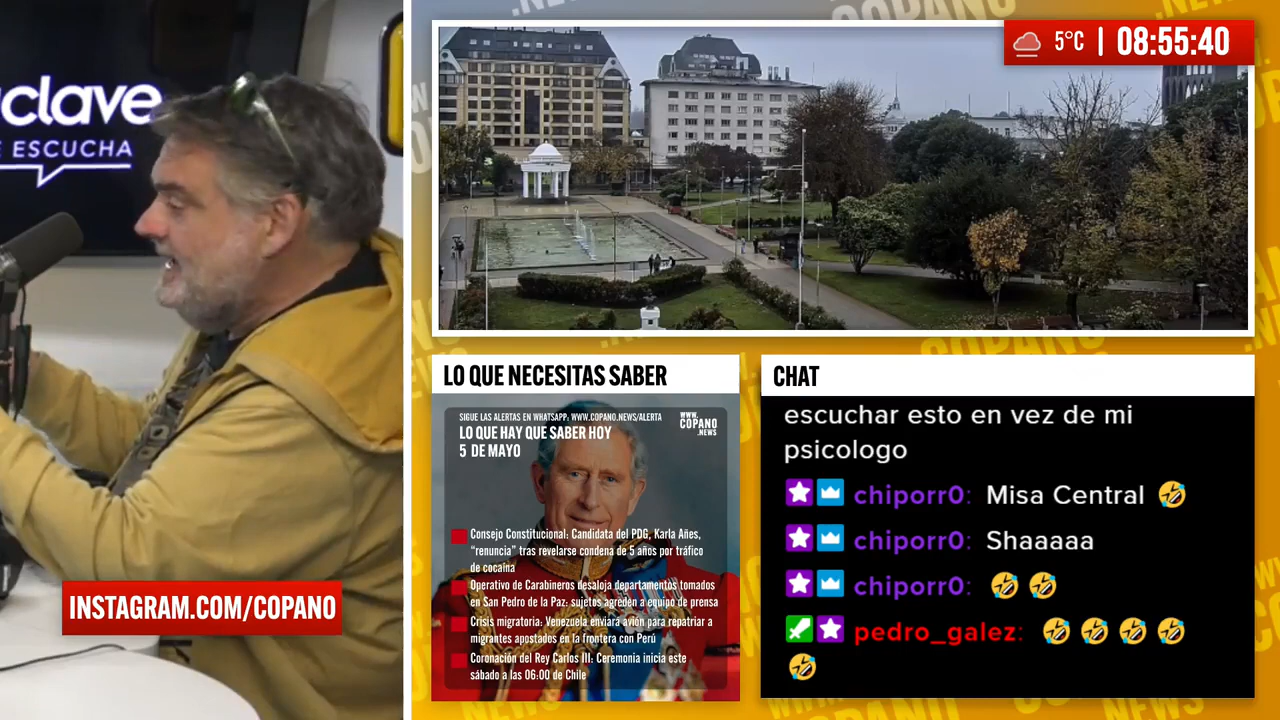 clave
E ESCUCHA
INSTAGRAM.COM/COPANO
5°C | 08:55:40
LO QUE NECESITAS SABER
SIGUE LAS ALERTAS EN WHATSAPP: WWW.COPANO.NEWS/ALERTA
LO QUE HAY QUE SABER HOY
5 DE MAYO
WWW.
COPANO
.NEWS
Consejo Constitucional: Candidata del PDG, Karla Añes,
“renuncia” tras revelarse condena de 5 años por tráfico
de cocaína
Operativo de Carabineros desaloja departamentos tomados
en San Pedro de la Paz: sujetos agreden a equipo de prensa
Crisis migratoria: Venezuela enviará avión para repatriar a
migrantes apostados en la frontera con Perú
Coronación del Rey Carlos III: Ceremonia inicia este
sábado a las 06:00 de Chile
CHAT
escuchar esto en vez de mi
psicologo
chiporr0: Misa Central 🤣
chiporr0: Shaaaaa
chiporr0: 🤣 🤣
pedro_galez: 🤣 🤣 🤣 🤣
🤣